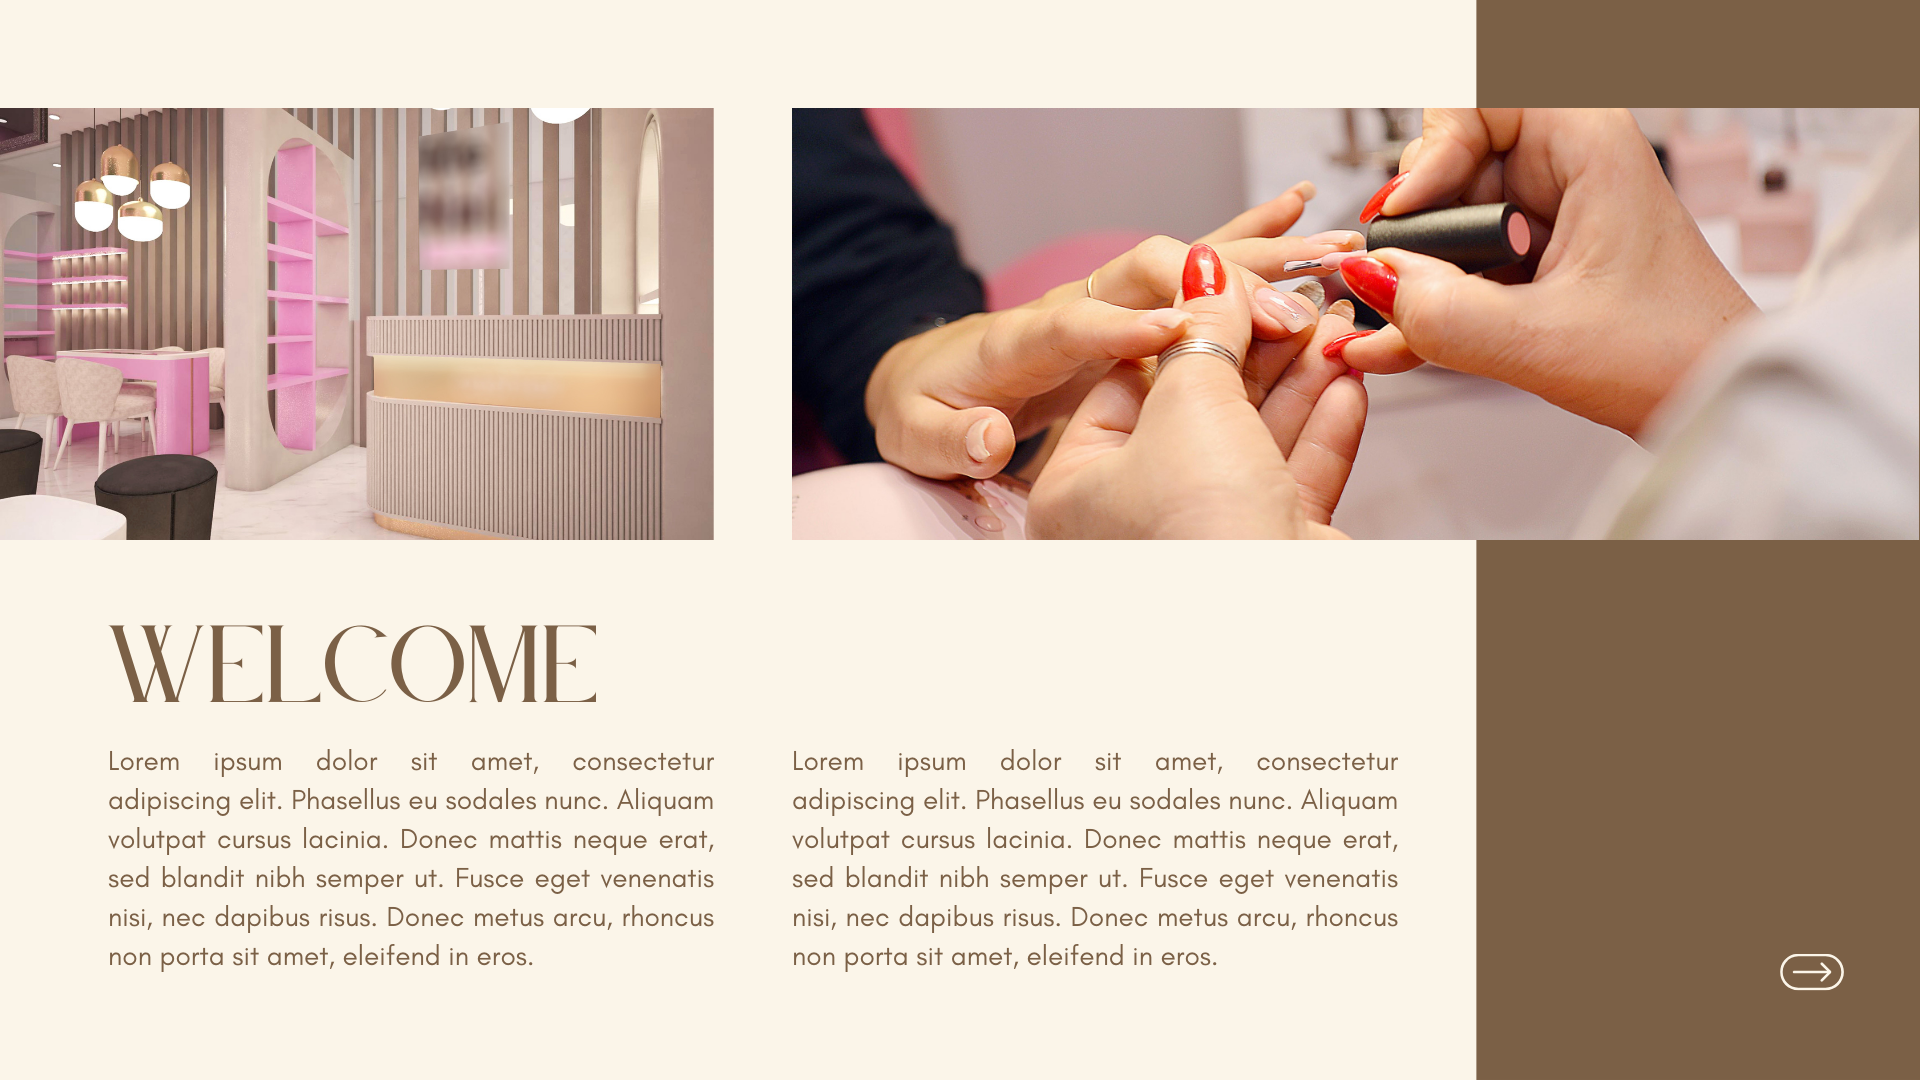 WELCOME
Lorem ipsum dolor sit amet, consectetur
adipiscing elit. Phasellus eu sodales nunc. Aliquam
volutpat cursus lacinia. Donec mattis neque erat,
sed blandit nibh semper ut. Fusce eget venenatis
nisi, nec dapibus risus. Donec metus arcu, rhoncus
non porta sit amet, eleifend in eros.
Lorem ipsum dolor sit amet, consectetur
adipiscing elit. Phasellus eu sodales nunc. Aliquam
volutpat cursus lacinia. Donec mattis neque erat,
sed blandit nibh semper ut. Fusce eget venenatis
nisi, nec dapibus risus. Donec metus arcu, rhoncus
non porta sit amet, eleifend in eros.